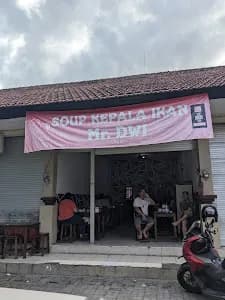 SOUP KEPALA IKAN
Mr. DWI